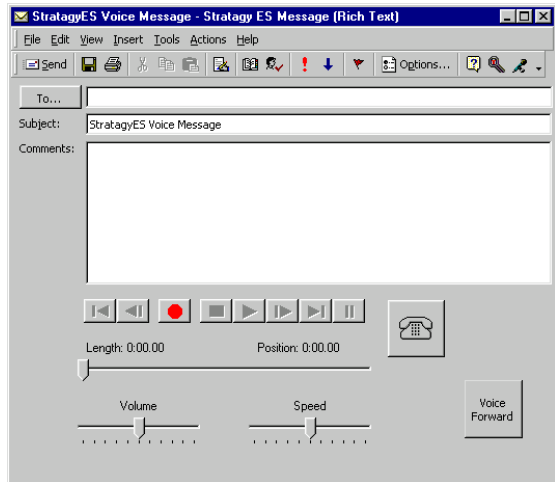 StratagyES Voice Message - Stratagy ES Message (Rich Text)
File Edit View Insert Tools Actions Help
Send Options...
To...
Subject: StratagyES Voice Message
Comments:
Length: 0:00.00 Position: 0:00.00
Volume Speed
Voice
Forward